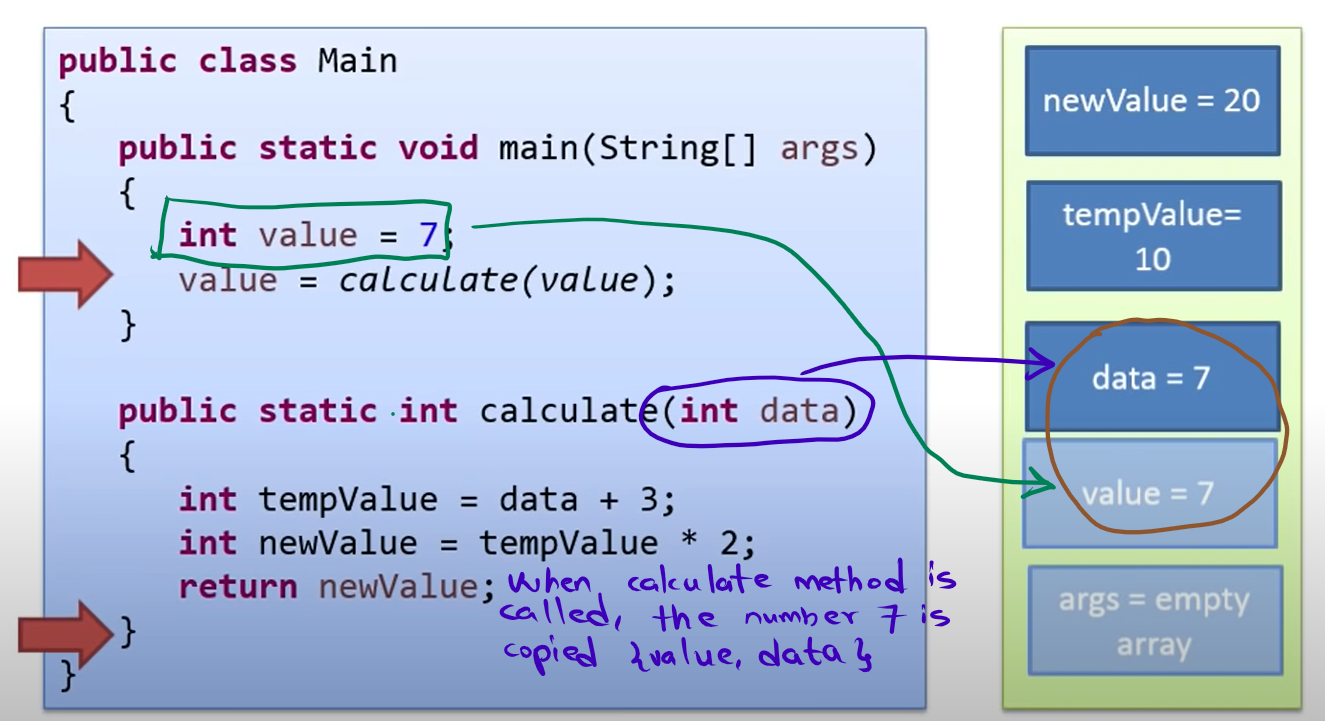 public class Main
{
public static void main(String[] args)
{
int value = 7;
value = calculate(value);
}
public static int calculate(int data)
{
int tempValue = data + 3;
int newValue = tempValue * 2;
return newValue;
}
}
when calculate method is
called, the number 7 is
copied {value, data}
newValue = 20
tempValue=
10
data = 7
value = 7
args = empty
array